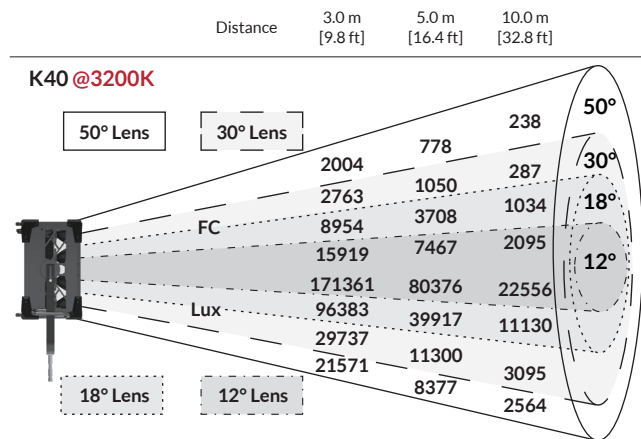 Distance 3.0 m 5.0 m 10.0 m
[9.8 ft] [16.4 ft] [32.8 ft]
K40 @3200K
50° Lens 30° Lens
50°
30°
18°
12°
238
778
2004
287
1050
2763
1034
3708
8954
FC
2095
7467
15919
171361 80376 22556
Lux
96383 39917 11130
29737 11300 3095
21571 8377 2564
18° Lens 12° Lens